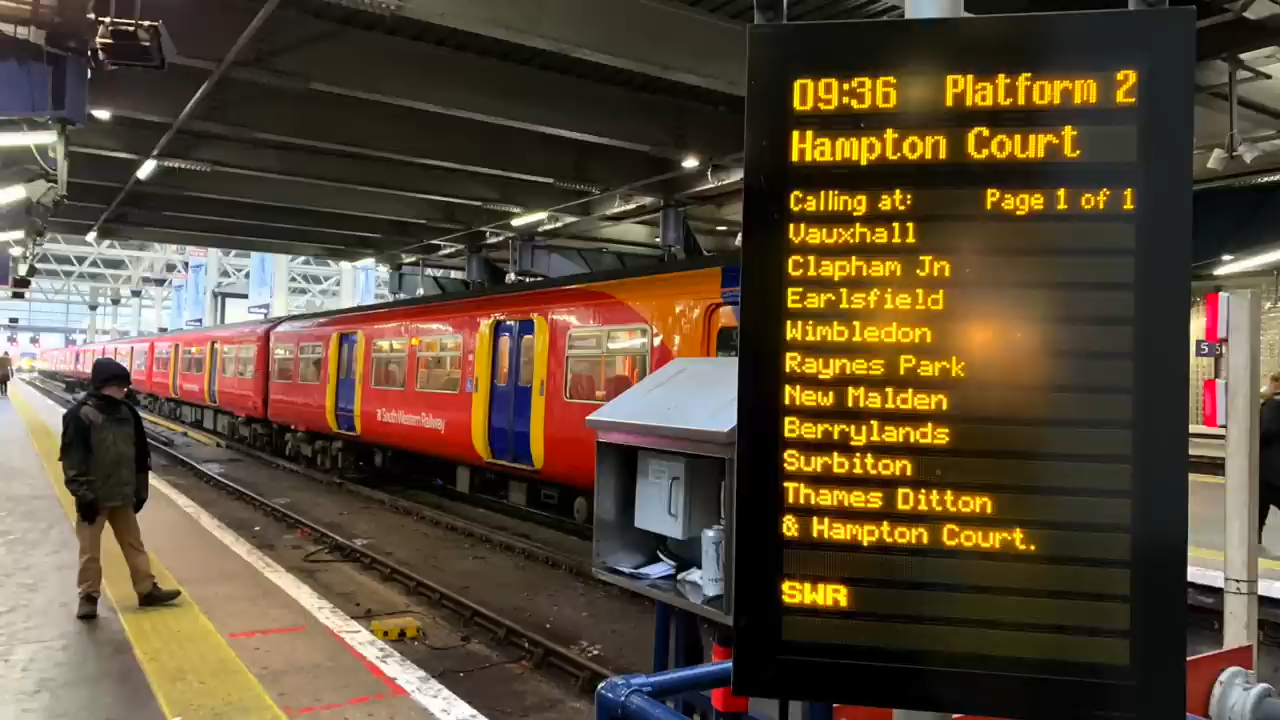 09:36 Platform 2
Hampton Court
Calling at: Page 1 of 1
Vauxhall
Clapham Jn
Earlsfield
Wimbledon
Raynes Park
New Malden
Berrylands
Surbiton
Thames Ditton
& Hampton Court.
SWR
South Western Railway
5